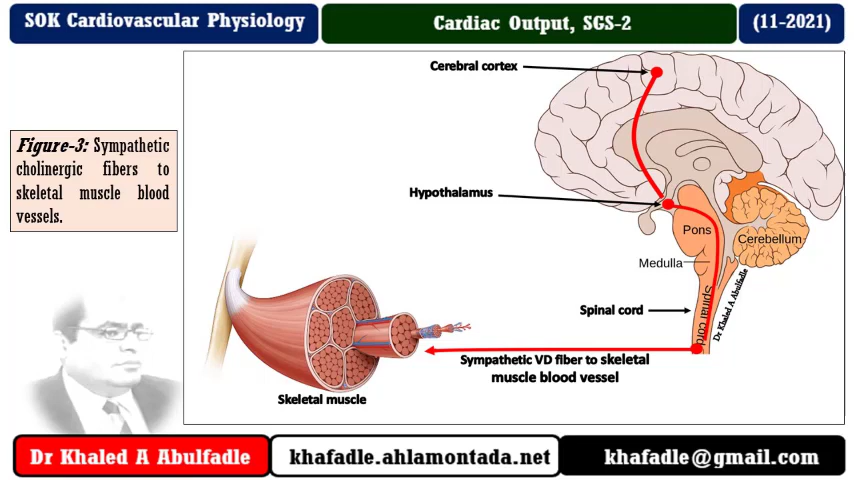 SOK Cardiovascular Physiology
Cardiac Output, SGS-2
(11-2021)
Figure-3: Sympathetic
cholinergic fibers to
skeletal muscle blood
vessels.
Cerebral cortex
Hypothalamus
Pons
Cerebellum
Medulla
Spinal cord
Spinal cord
Dr Khaled A Abulfadle
Sympathetic VD fiber to skeletal
muscle blood vessel
Skeletal muscle
Dr Khaled A Abulfadle
khafadle.ahlamontada.net
khafadle@gmail.com